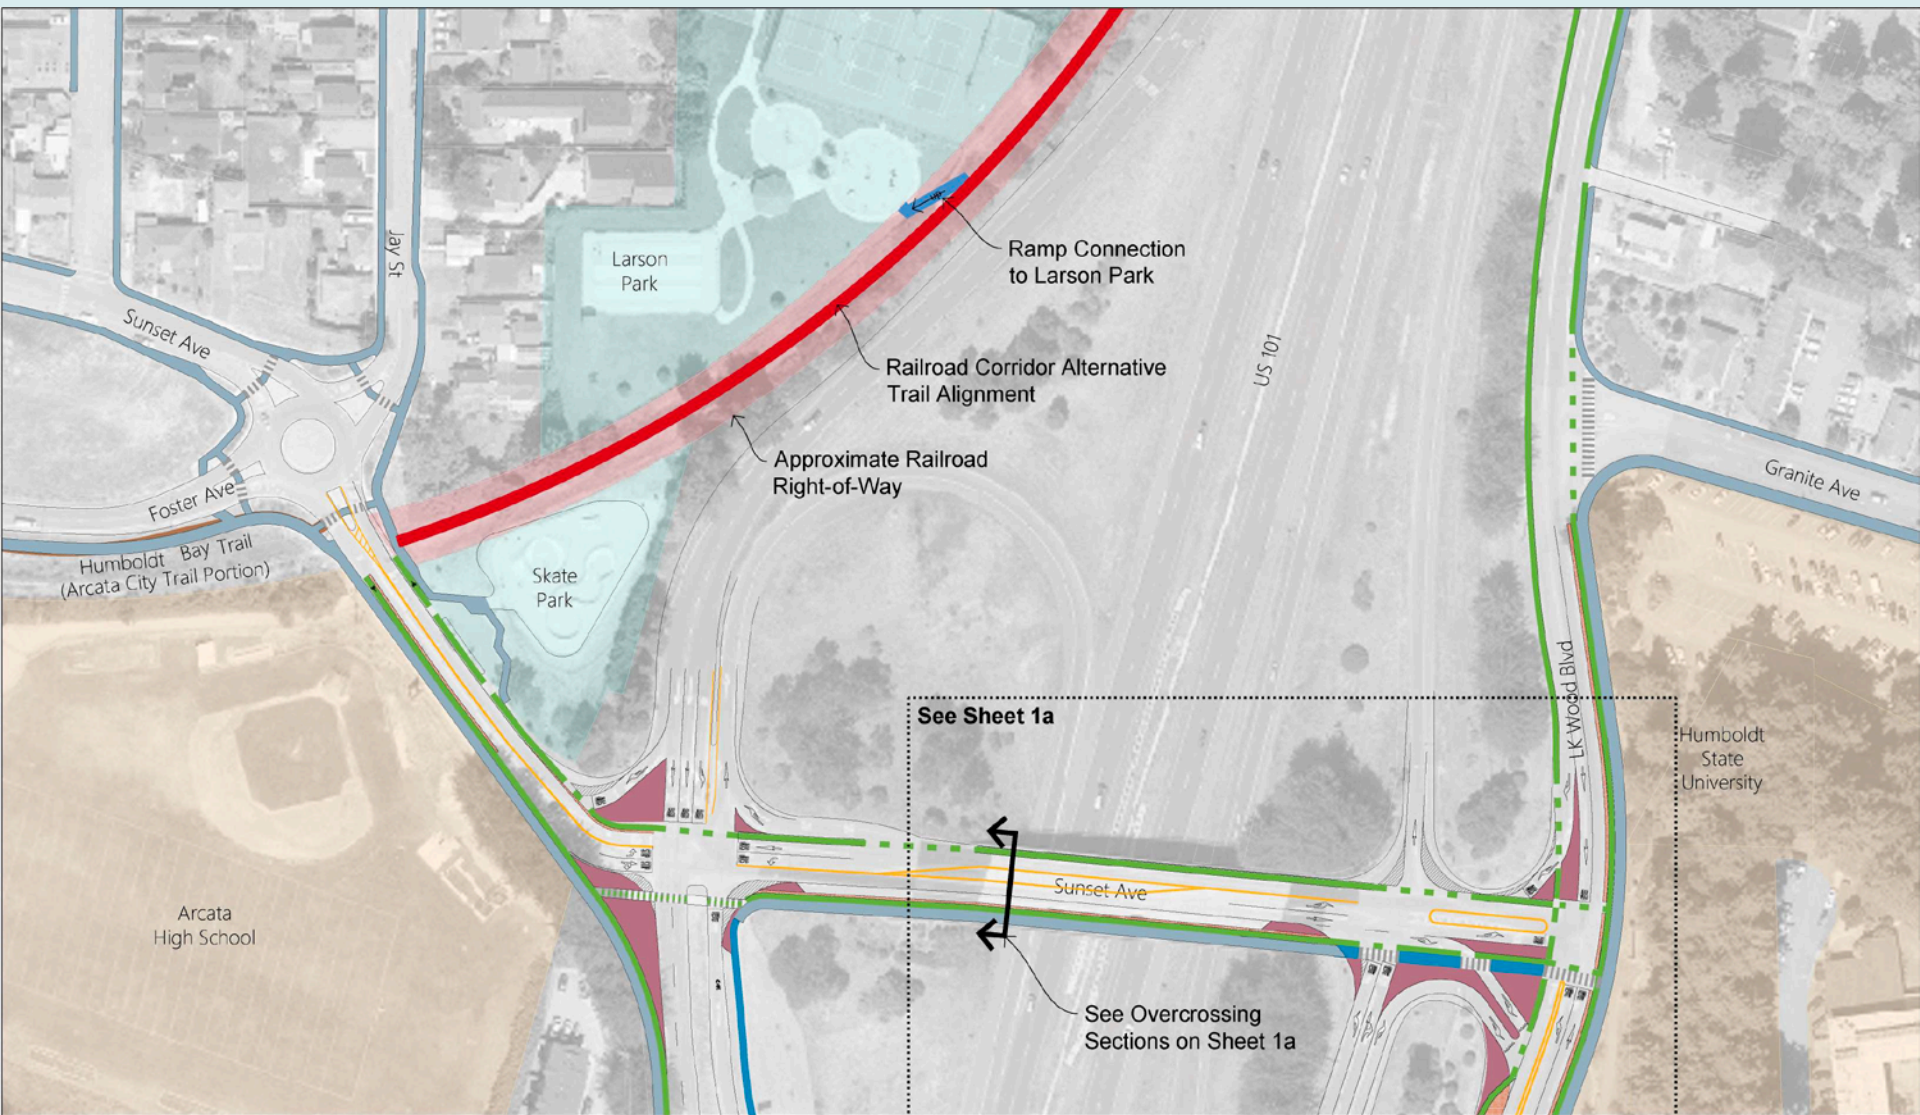 Jay St
Sunset Ave
Larson
Park
Ramp Connection
to Larson Park
US 101
Railroad Corridor Alternative
Trail Alignment
Approximate Railroad
Right-of-Way
Granite Ave
Foster Ave
Humboldt Bay Trail
(Arcata City Trail Portion)
Skate
Park
LK Wood Blvd
See Sheet 1a
Humboldt
State
University
Sunset Ave
Arcata
High School
See Overcrossing
Sections on Sheet 1a